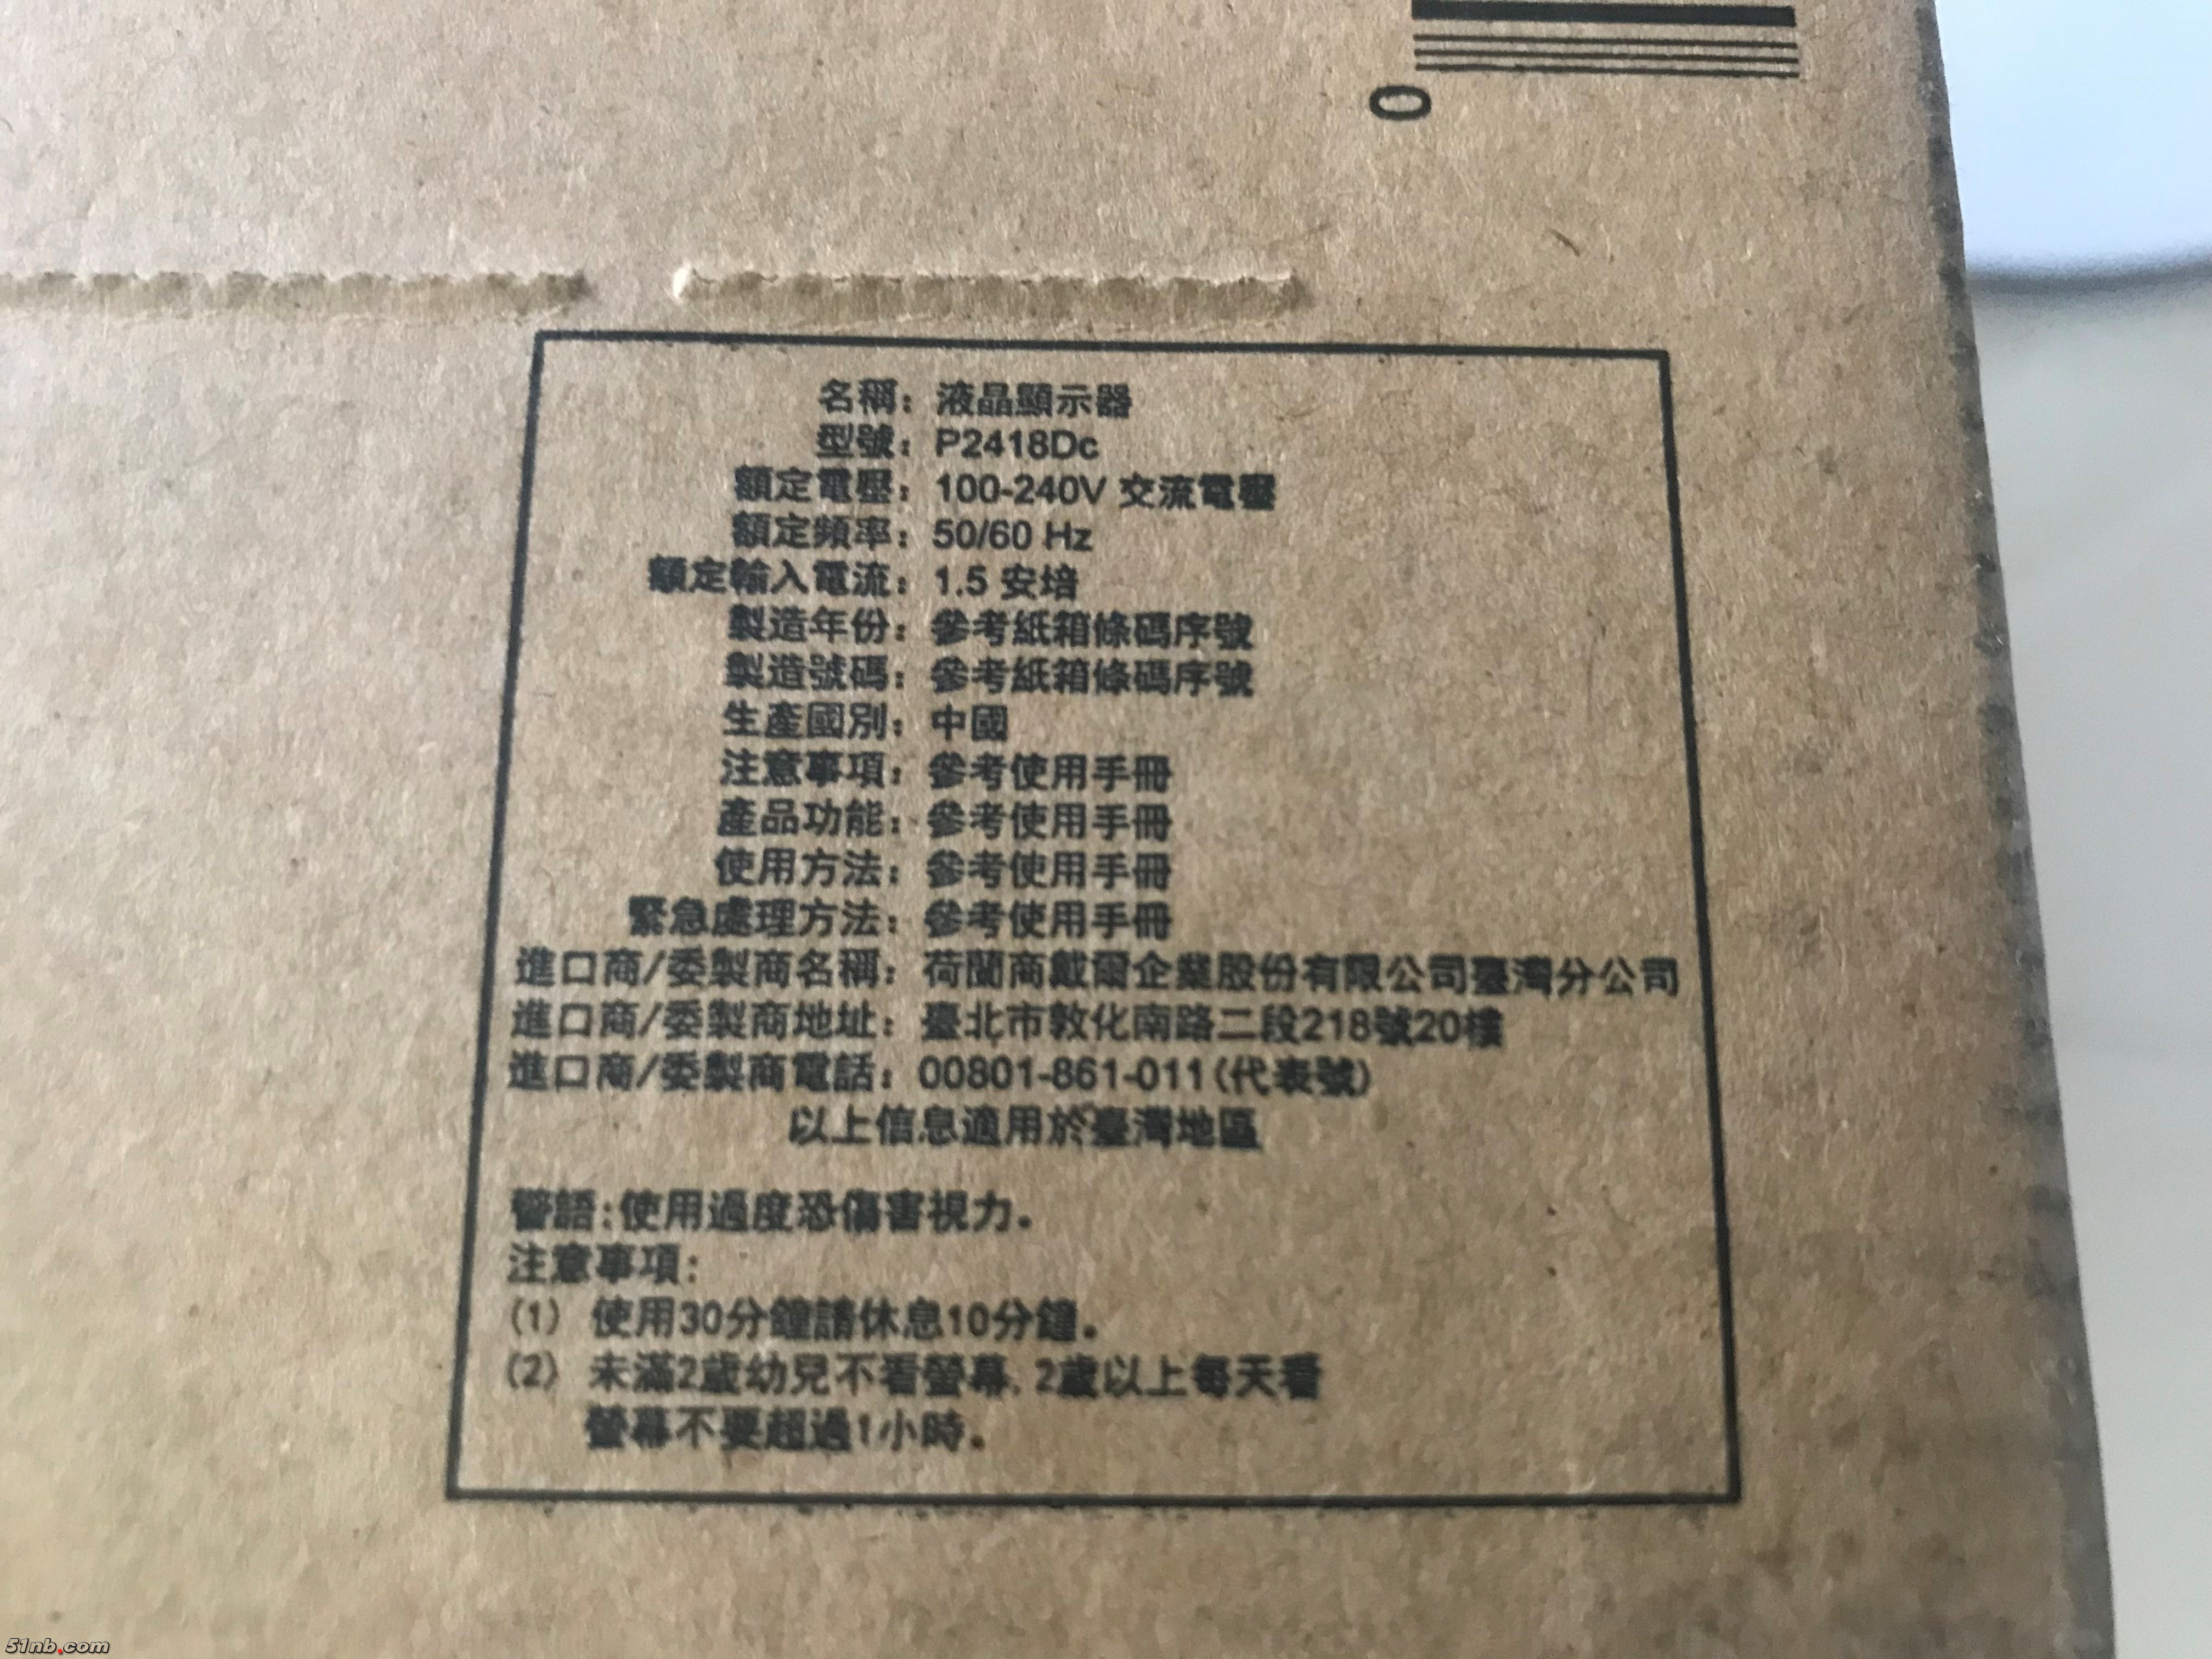 0
名稱：液晶顯示器
型號：P2418Dc
額定電壓：100-240V 交流電壓
額定頻率：50/60 Hz
額定輸入電流：1.5 安培
製造年份：參考紙箱條碼序號
製造號碼：參考紙箱條碼序號
生產國別：中國
注意事項：參考使用手冊
產品功能：參考使用手冊
使用方法：參考使用手冊
緊急處理方法：參考使用手冊
進口商/委製商名稱：荷蘭商戴爾企業股份有限公司臺灣分公司
進口商/委製商地址：臺北市敦化南路二段218號20樓
進口商/委製商電話：00801-861-011(代表號)
以上信息適用於臺灣地區
警語:使用過度恐傷害視力。
注意事項:
(1) 使用30分鐘請休息10分鐘。
(2) 未滿2歲幼兒不看螢幕, 2歲以上每天看
螢幕不要超過1小時。
51nb.com